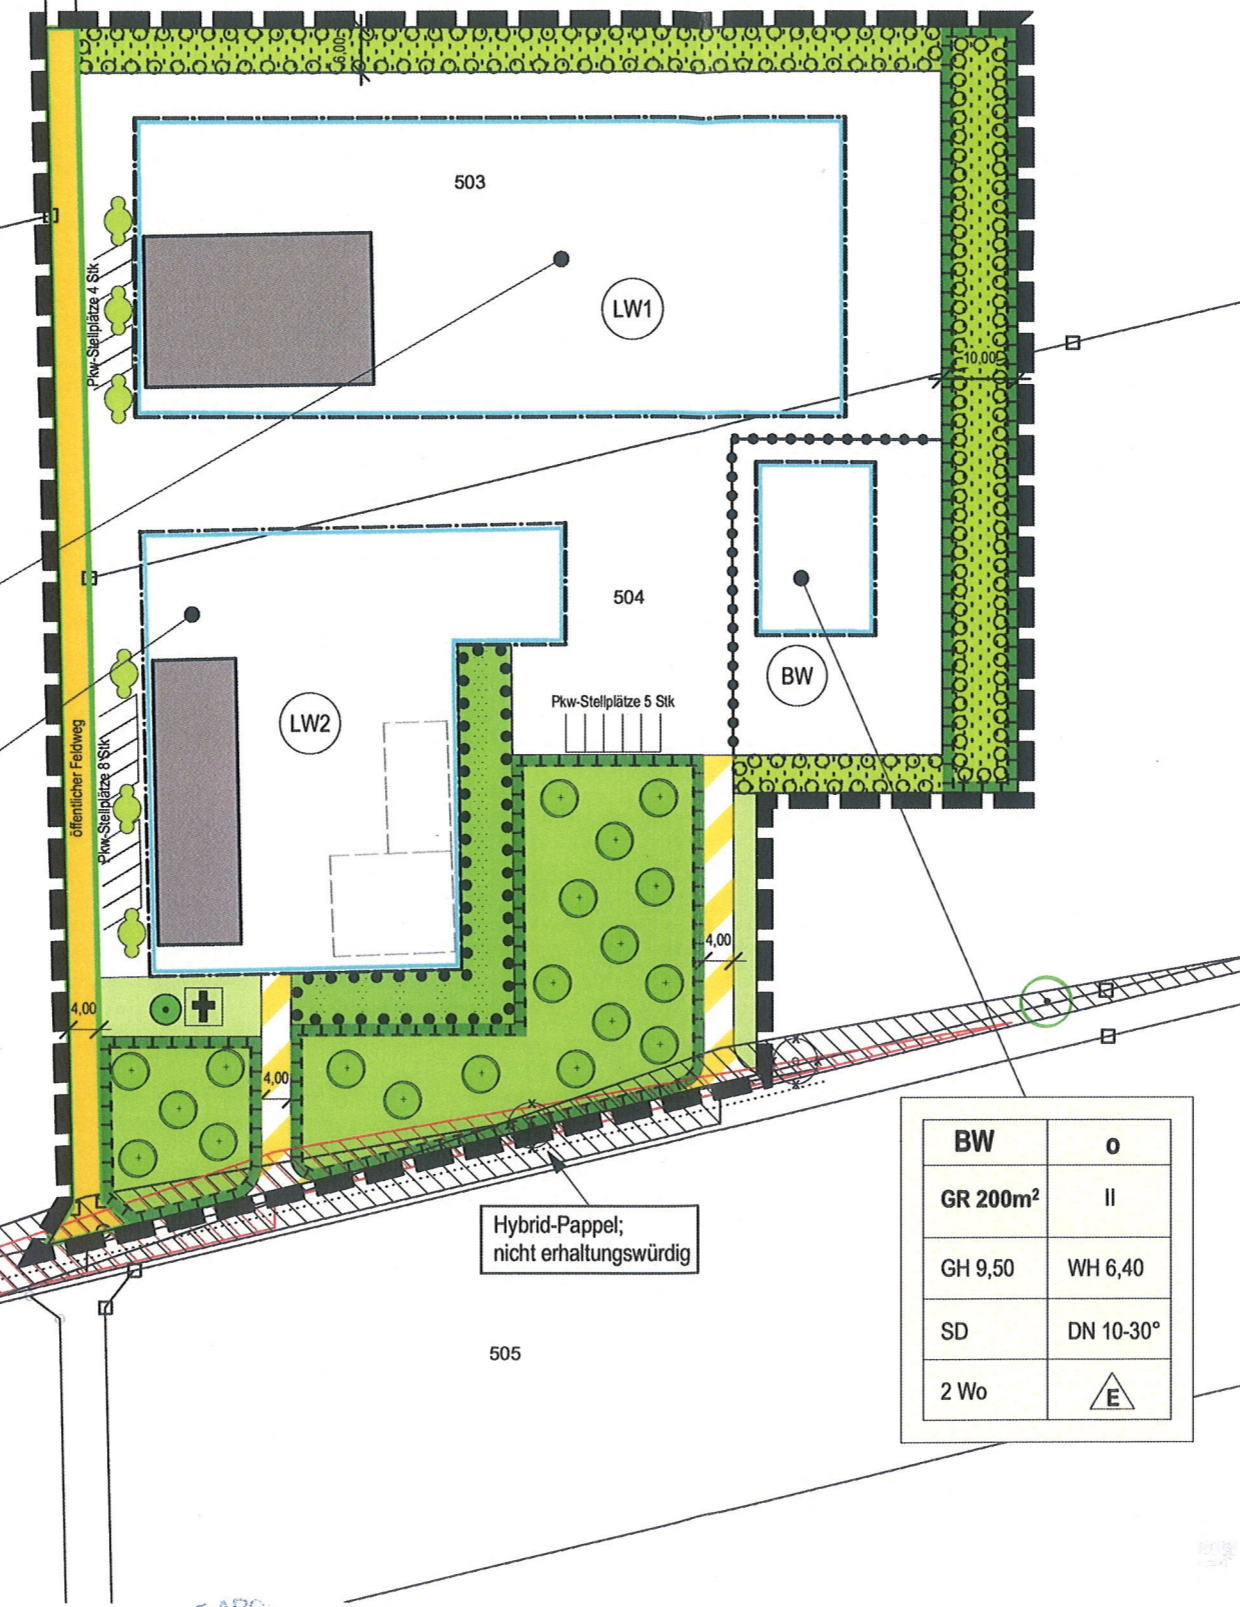 6,00
503
Pkw-Stellplätze 4 Stk
LW1
10,00
504
BW
Pkw-Stellplätze 5 Stk
LW2
öffentlicher Feldweg
Pkw-Stellplätze 8 Stk
4,00
4,00
4,00
Hybrid-Pappel;
nicht erhaltungswürdig
BW o
GR 200m² II
GH 9,50 WH 6,40
SD DN 10-30°
2 Wo E
505